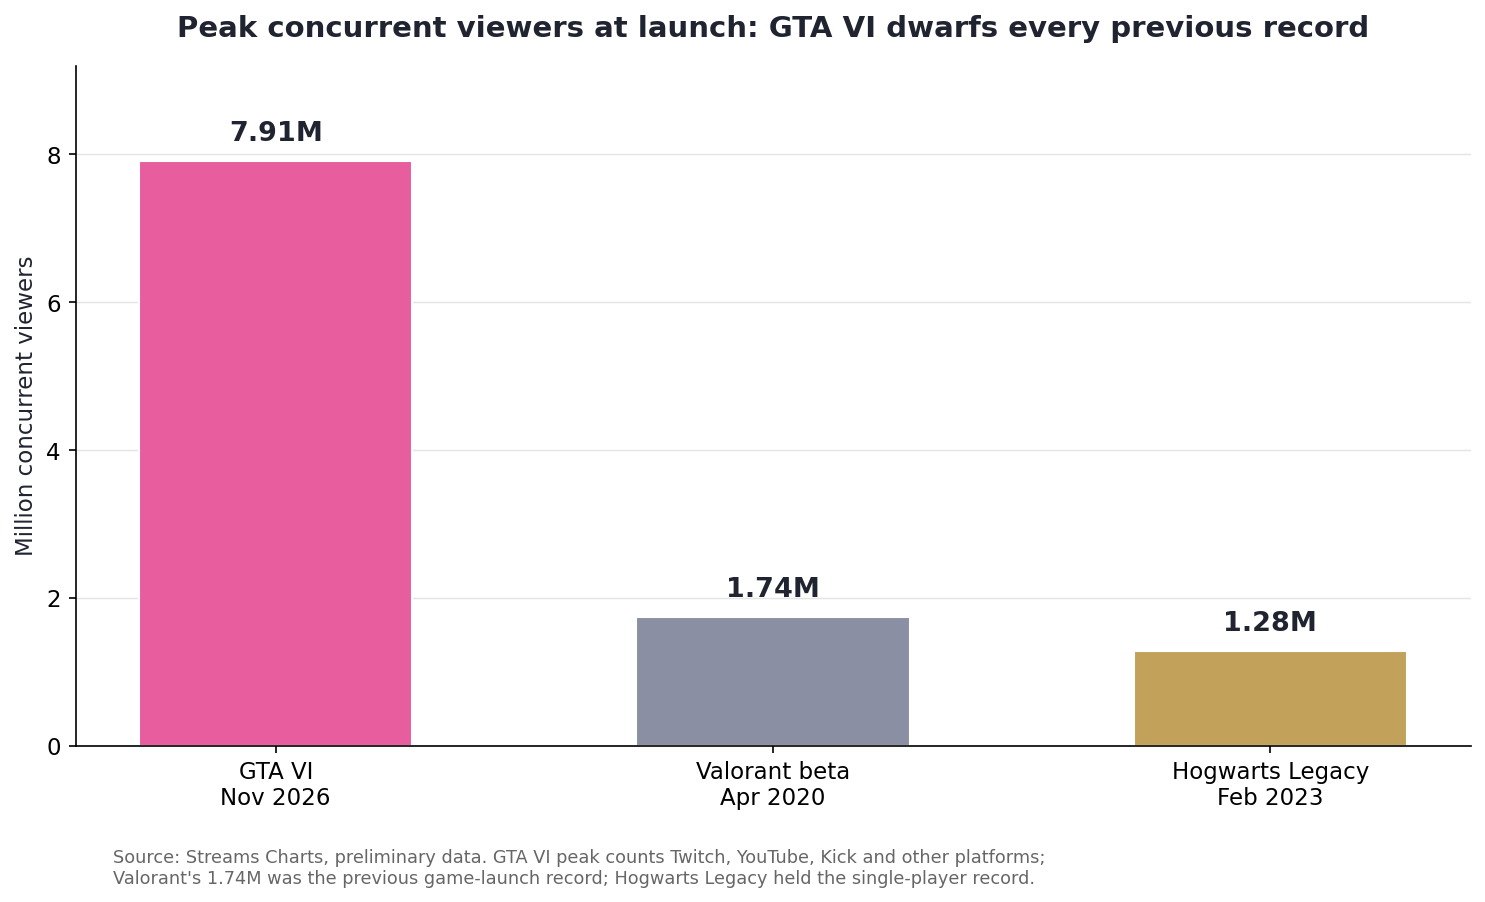 Peak concurrent viewers at launch: GTA VI dwarfs every previous record
Million concurrent viewers
8
6
4
2
0
7.91M
1.74M
1.28M
GTA VI
Nov 2026
Valorant beta
Apr 2020
Hogwarts Legacy
Feb 2023
Source: Streams Charts, preliminary data. GTA VI peak counts Twitch, YouTube, Kick and other platforms;
Valorant's 1.74M was the previous game-launch record; Hogwarts Legacy held the single-player record.